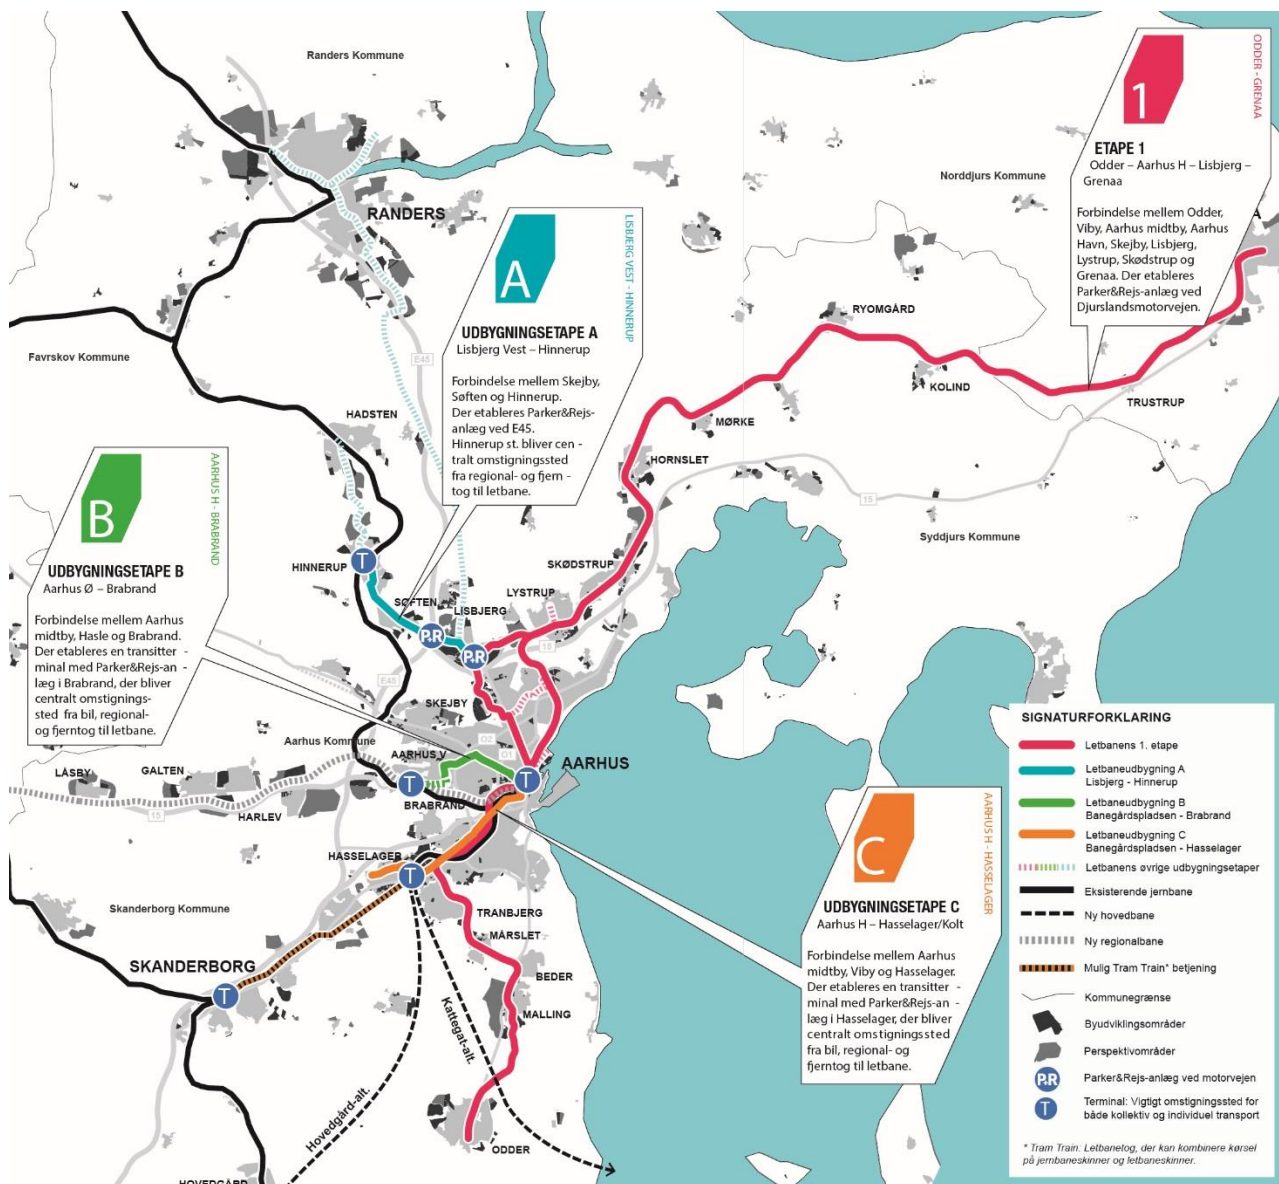 Randers Kommune
RANDERS
Norddjurs Kommune
1
ODDER - GRENAA
ETAPE 1
Odder – Aarhus H – Lisbjerg –
Grenaa
Forbindelse mellem Odder,
Viby, Aarhus midtby, Aarhus
Havn, Skejby, Lisbjerg,
Lystrup, Skødstrup og
Grenaa. Der etableres
Parker&Rejs-anlæg ved
Djurslandsmotorvejen.
A
A
LISBJERG VEST - HINNERUP
UDBYGNINGSETAPE A
Lisbjerg Vest – Hinnerup
Forbindelse mellem Skejby,
Søften og Hinnerup.
Der etableres Parker&Rejs-
anlæg ved E45.
Hinnerup st. bliver cen -
tralt omstigningssted
fra regional- og fjern -
tog til letbane.
Favrskov Kommune
E45
HADSTEN
RYOMGÅRD
KOLIND
TRUSTRUP
MØRKE
HORNSLET
15
Syddjurs Kommune
B
AARHUS H - BRABRAND
UDBYGNINGSETAPE B
Aarhus Ø – Brabrand
Forbindelse mellem Aarhus
midtby, Hasle og Brabrand.
Der etableres en transitter -
minal med Parker&Rejs-an -
læg i Brabrand, der bliver
centralt omstignings-
sted fra bil, regional-
og fjerntog til letbane.
HINNERUP
T
SØFTEN
P+R
LISBJERG
P+R
LYSTRUP
SKØDSTRUP
15
E45
SKEJBY
Aarhus Kommune
O2
O1
AARHUS V
AARHUS
T
T
BRABRAND
LÅSBY
GALTEN
HARLEV
15
HASSELAGER
T
Skanderborg Kommune
SKANDERBORG
T
TRANBJERG
MÅRSLET
BEDER
MALLING
ODDER
Kattegat-alt.
Hovedgård-alt.
HOVEDGÅRD
C
AARHUS H - HASSELAGER
UDBYGNINGSETAPE C
Aarhus H – Hasselager/Kolt
Forbindelse mellem Aarhus
midtby, Viby og Hasselager.
Der etableres en transitter -
minal med Parker&Rejs-an -
læg i Hasselager, der bliver
centralt omstigningssted
fra bil, regional- og
fjerntog til letbane.
SIGNATURFORKLARING
Letbanens 1. etape
Letbaneudbygning A
Lisbjerg - Hinnerup
Letbaneudbygning B
Banegårdspladsen - Brabrand
Letbaneudbygning C
Banegårdspladsen - Hasselager
Letbanens øvrige udbygningsetaper
Eksisterende jernbane
Ny hovedbane
Ny regionalbane
Mulig Tram Train* betjening
Kommunegrænse
Byudviklingsområder
Perspektivområder
P+R
Parker&Rejs-anlæg ved motorvejen
T
Terminal: Vigtigt omstigningssted for
både kollektiv og individuel transport
* Tram Train: Letbanetog, der kan kombinere kørsel
på jernbaneskinner og letbaneskinner.